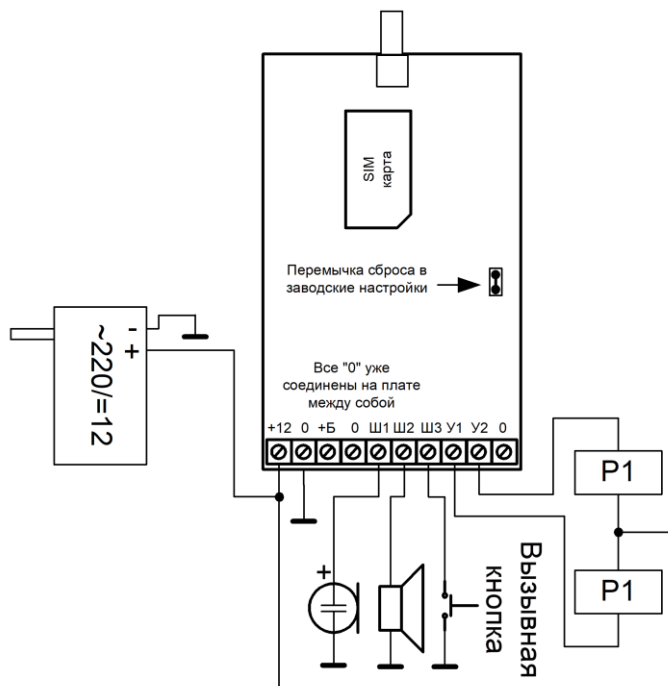 SIM
карта
Перемычка сброса в
заводские настройки
~220/=12
-
+
Все "0" уже
соединены на плате
между собой
+12 0 +Б 0 Ш1 Ш2 Ш3 У1 У2 0
P1
P1
+
Вызывная
кнопка